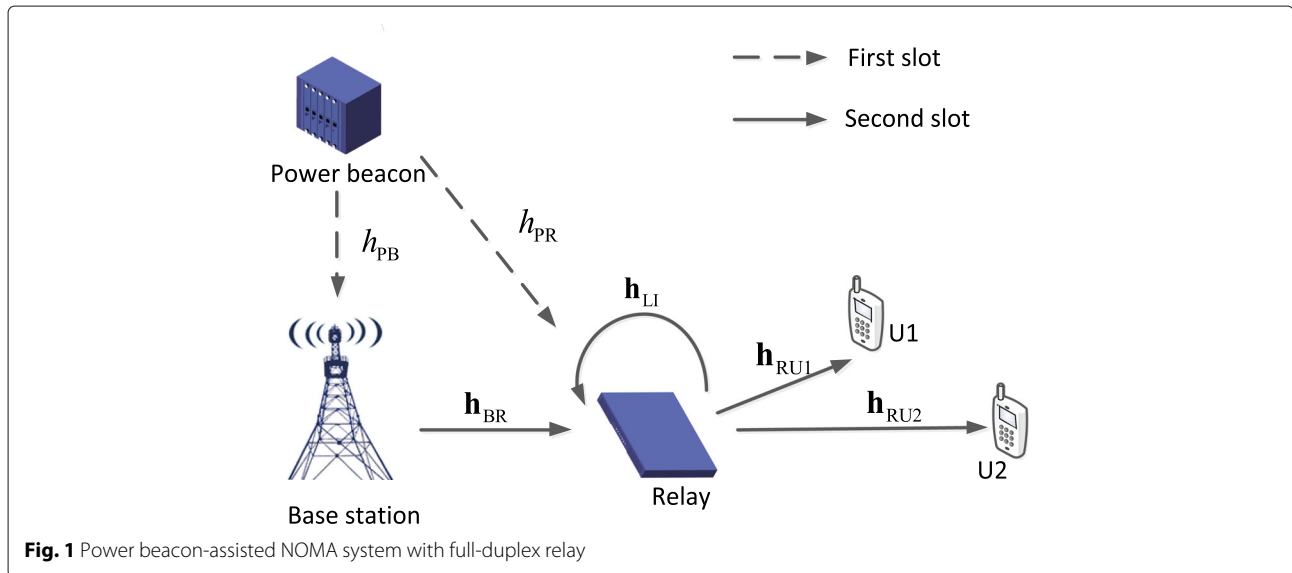 First slot
Second slot
Power beacon
h_PB
h_PR
h_LI
h_BR
h_RU1
h_RU2
U1
U2
Relay
Base station
Fig. 1 Power beacon-assisted NOMA system with full-duplex relay